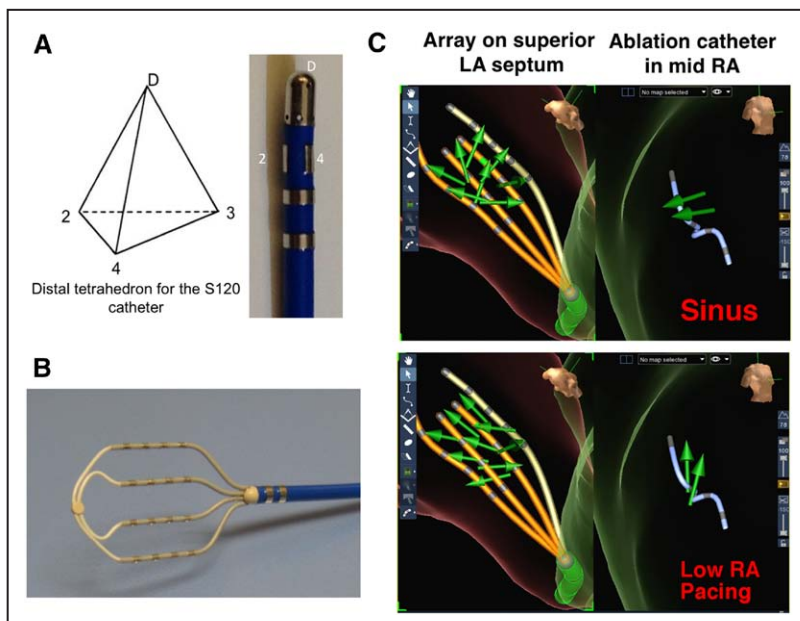 A
D
2
3
4
Distal tetrahedron for the S120
catheter
D
2
4
B
C
Array on superior
LA septum
Ablation catheter
in mid RA
No map selected
Sinus
No map selected
Low RA
Pacing